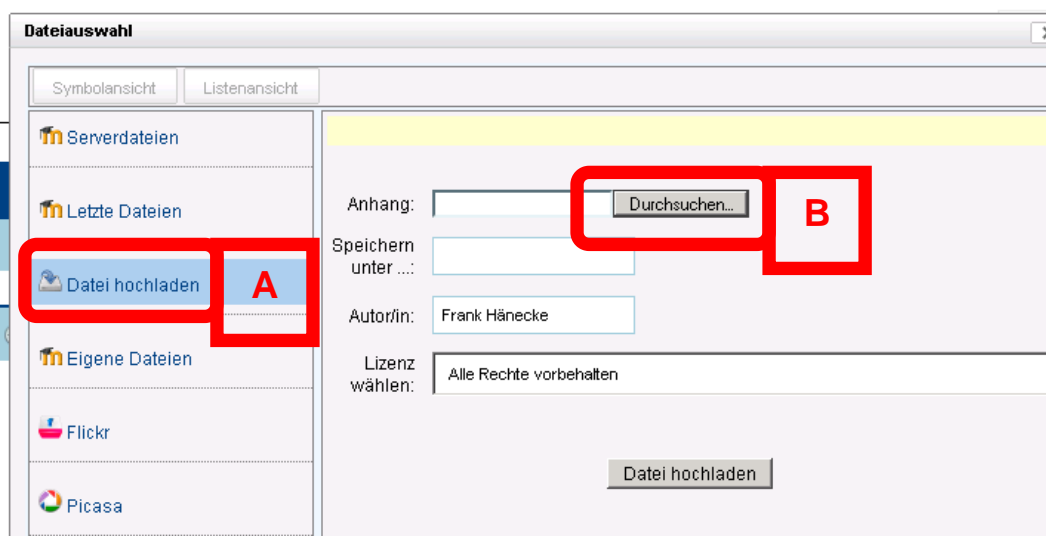 Dateiauswahl
Symbolansicht Listenansicht
Serverdateien
Letzte Dateien
Datei hochladen A
Eigene Dateien
Flickr
Picasa
Anhang: Durchsuchen... B
Speichern
unter ...:
Autor/in: Frank Hänecke
Lizenz
wählen: Alle Rechte vorbehalten
Datei hochladen